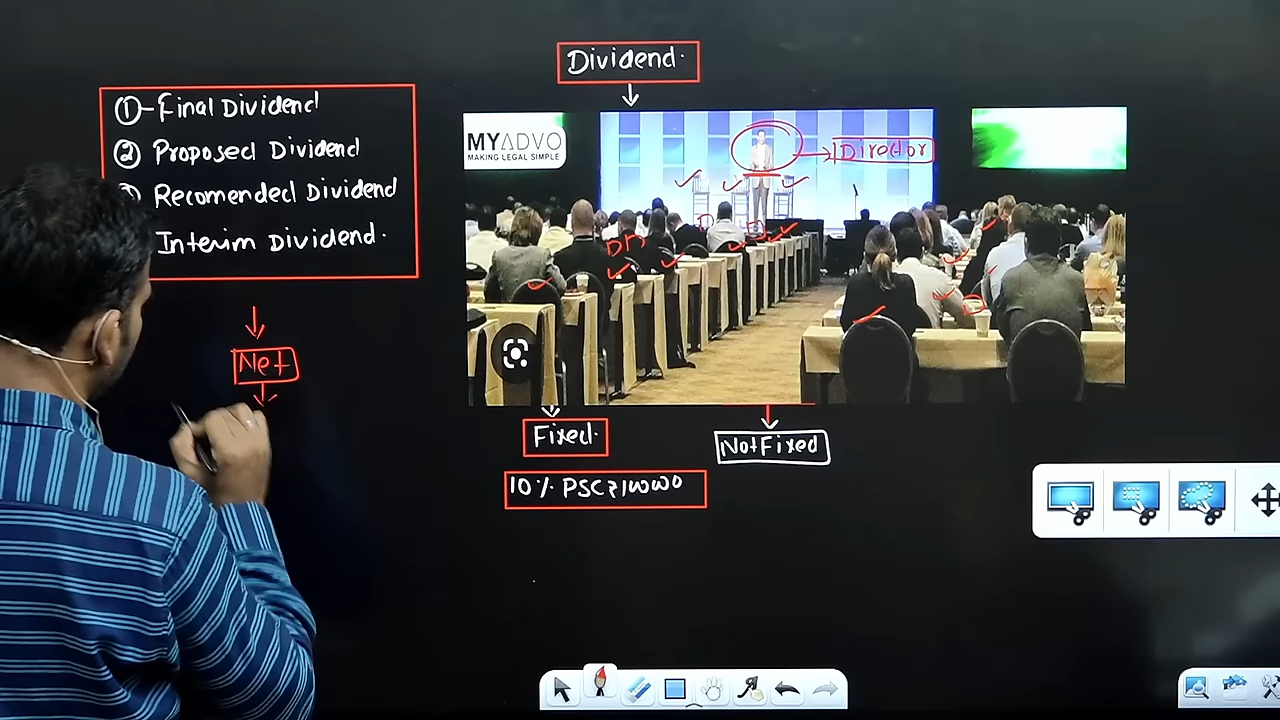 Dividend.
① Final Dividend
② Proposed Dividend
Recomended Dividend
Interim Dividend.
Net
MYADVO
MAKING LEGAL SIMPLE
Director
Fixed.
Not Fixed
10% PSC